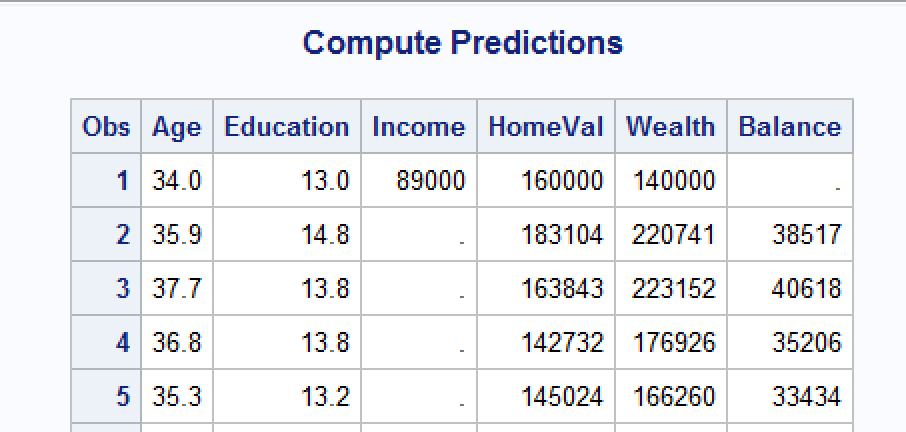 Compute Predictions
Obs Age Education Income HomeVal Wealth Balance
1 34.0 13.0 89000 160000 140000 .
2 35.9 14.8 . 183104 220741 38517
3 37.7 13.8 . 163843 223152 40618
4 36.8 13.8 . 142732 176926 35206
5 35.3 13.2 . 145024 166260 33434